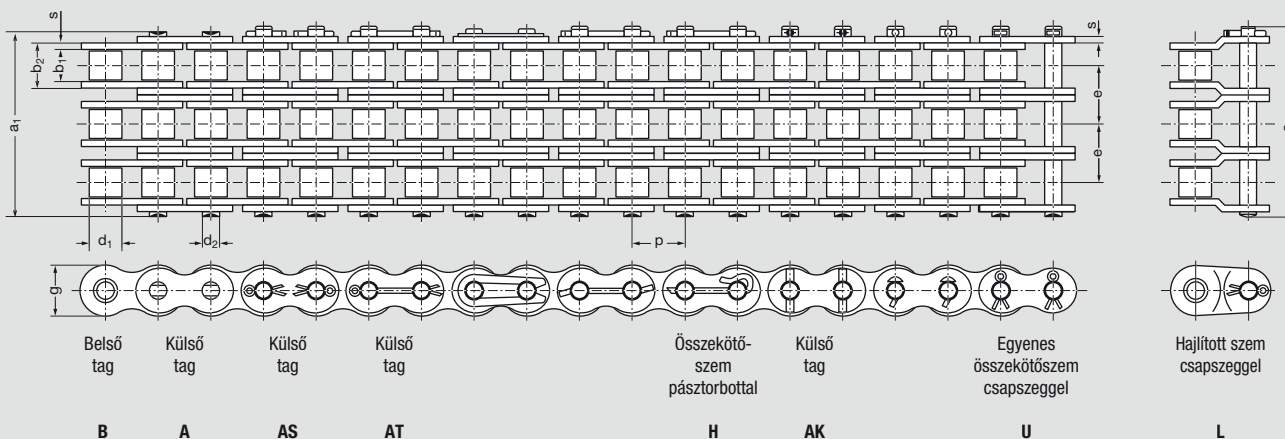 s
s
b₂
b₁
a₁
e
e
d₁
d₂
p
g
Belső
tag
Külső
tag
Külső
tag
Külső
tag
Összekötő-
szem
pásztorbottal
Külső
tag
Egyenes
összekötőszem
csapszeggel
Hajlított szem
csapszeggel
B A AS AT H AK U L